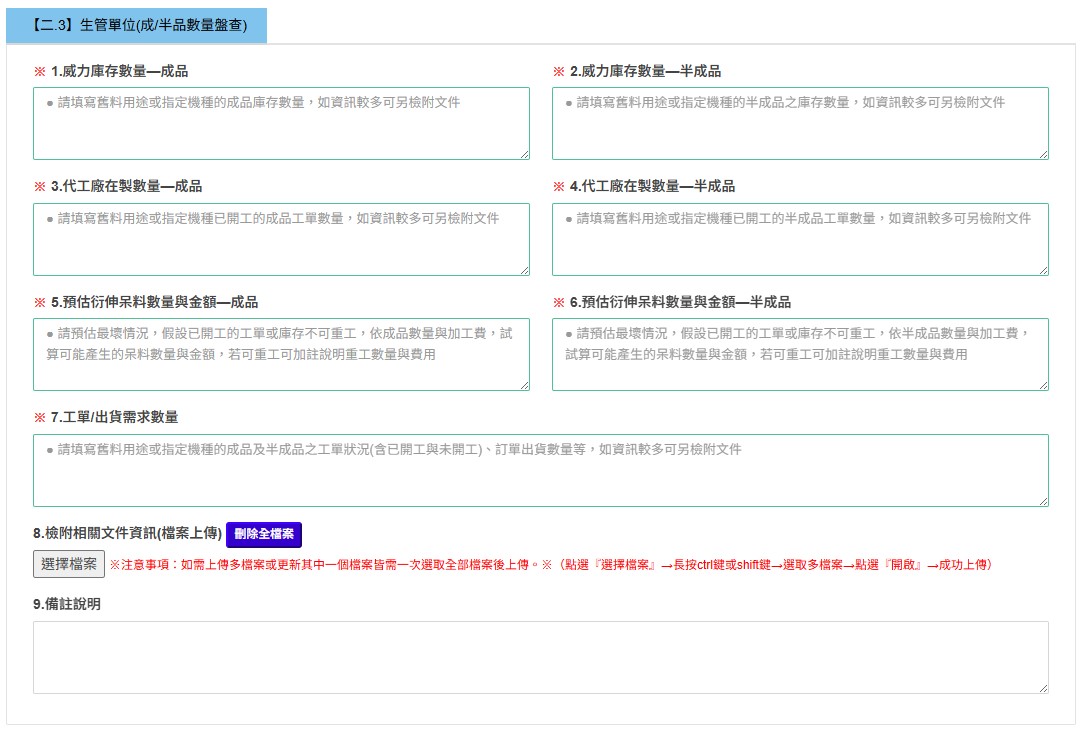 【二.3】生管單位(成/半品數量盤查)
※ 1.威力庫存數量—成品
※ 2.威力庫存數量—半成品
● 請填寫舊料用途或指定機種的成品庫存數量，如資訊較多可另檢附文件
● 請填寫舊料用途或指定機種的半成品之庫存數量，如資訊較多可另檢附文件
※ 3.代工廠在製數量—成品
※ 4.代工廠在製數量—半成品
● 請填寫舊料用途或指定機種已開工的成品工單數量，如資訊較多可另檢附文件
● 請填寫舊料用途或指定機種已開工的半成品工單數量，如資訊較多可另檢附文件
※ 5.預估衍伸呆料數量與金額—成品
※ 6.預估衍伸呆料數量與金額—半成品
● 請預估最壞情況，假設已開工的工單或庫存不可重工，依成品數量與加工費，試
算可能產生的呆料數量與金額，若可重工可加註說明重工數量與費用
● 請預估最壞情況，假設已開工的工單或庫存不可重工，依半成品數量與加工費，
試算可能產生的呆料數量與金額，若可重工可加註說明重工數量與費用
※ 7.工單/出貨需求數量
● 請填寫舊料用途或指定機種的成品及半成品之工單狀況(含已開工與未開工)、訂單出貨數量等，如資訊較多可另檢附文件
8.檢附相關文件資訊(檔案上傳) 刪除全檔案
選擇檔案 ※注意事項：如需上傳多檔案或更新其中一個檔案皆需一次選取全部檔案後上傳。※（點選『選擇檔案』→長按ctrl鍵或shift鍵→選取多檔案→點選『開啟』→成功上傳）
9.備註說明